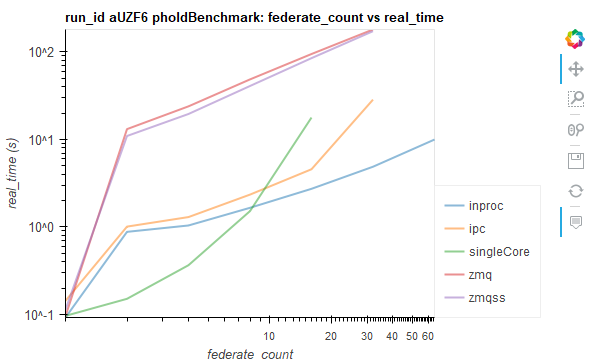 run_id aUZF6 pholdBenchmark: federate_count vs real_time
real_time (s)
10^2
10^1
10^0
10^-1
10
20
30
40
50
60
federate_count
inproc
ipc
singleCore
zmq
zmqss